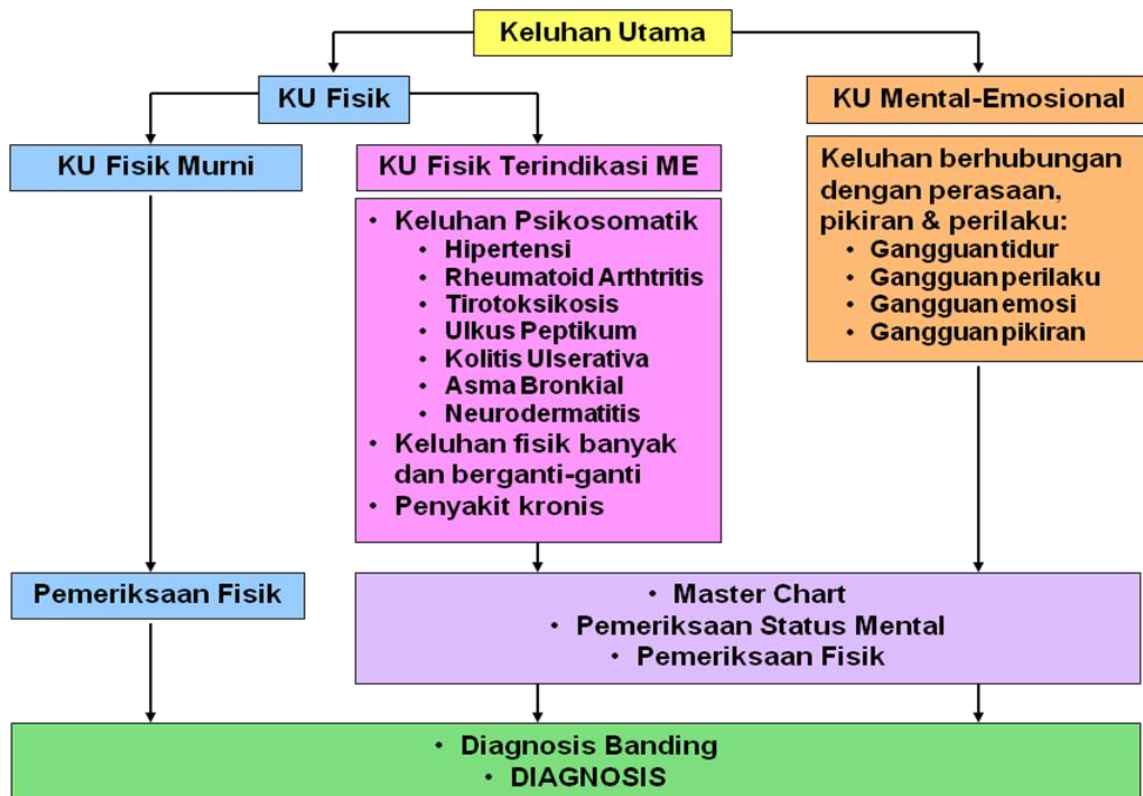 Keluhan Utama
KU Fisik
KU Mental-Emosional
KU Fisik Murni
KU Fisik Terindikasi ME
Keluhan berhubungan
dengan perasaan,
pikiran & perilaku:
• Gangguan tidur
• Gangguan perilaku
• Gangguan emosi
• Gangguan pikiran
• Keluhan Psikosomatik
• Hipertensi
• Rheumatoid Arthtritis
• Tirotoksikosis
• Ulkus Peptikum
• Kolitis Ulserativa
• Asma Bronkial
• Neurodermatitis
• Keluhan fisik banyak
dan berganti-ganti
• Penyakit kronis
Pemeriksaan Fisik
• Master Chart
• Pemeriksaan Status Mental
• Pemeriksaan Fisik
• Diagnosis Banding
• DIAGNOSIS